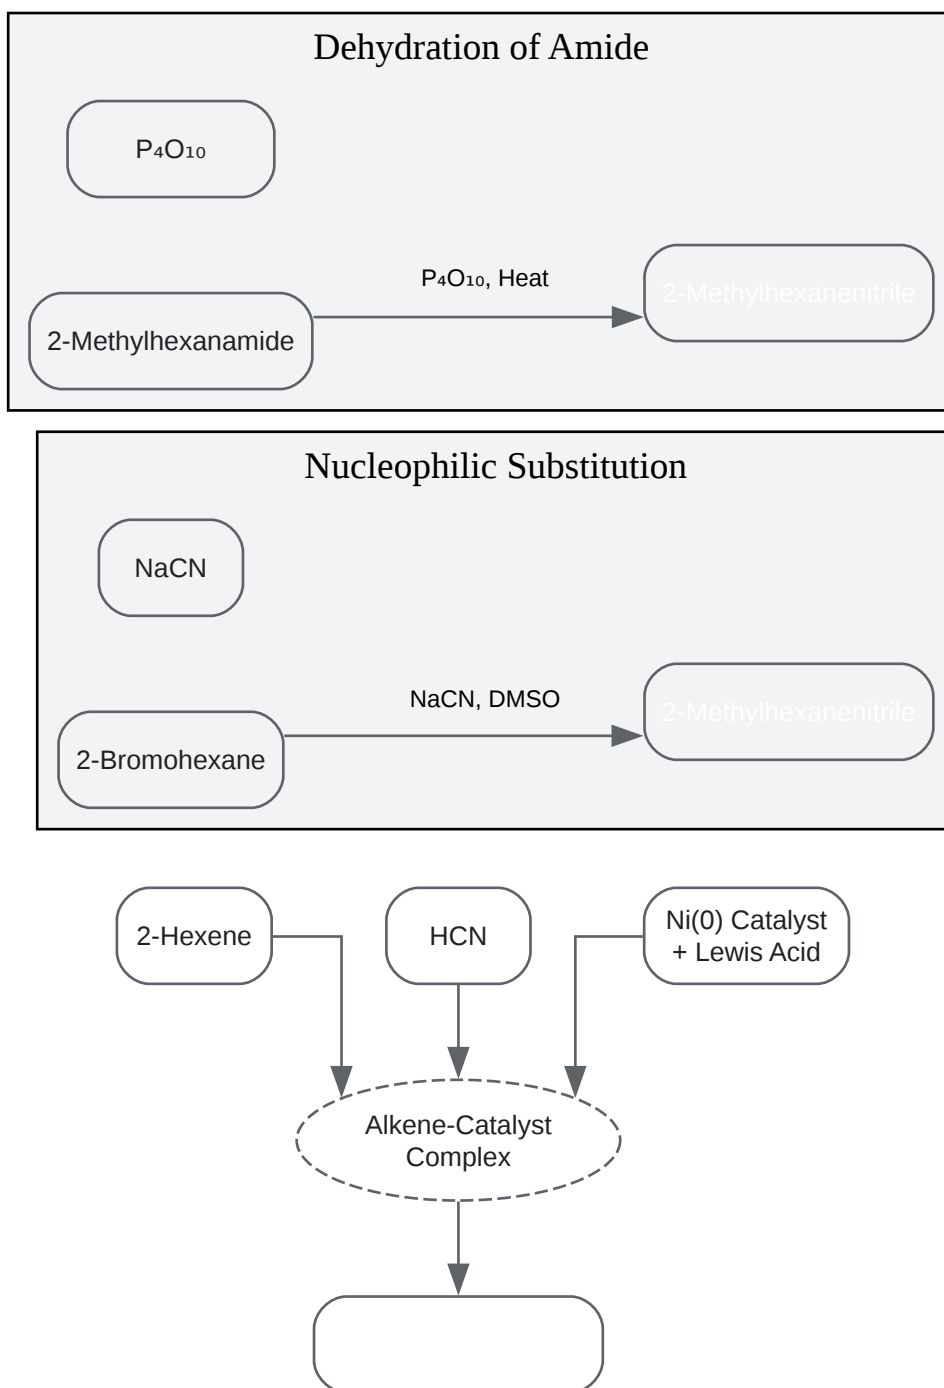 Dehydration of Amide
P₄O₁₀
P₄O₁₀, Heat
2-Methylhexanenitrile
2-Methylhexanamide
Nucleophilic Substitution
NaCN
NaCN, DMSO
2-Methylhexanenitrile
2-Bromohexane
2-Hexene
HCN
Ni(0) Catalyst
+ Lewis Acid
Alkene-Catalyst
Complex